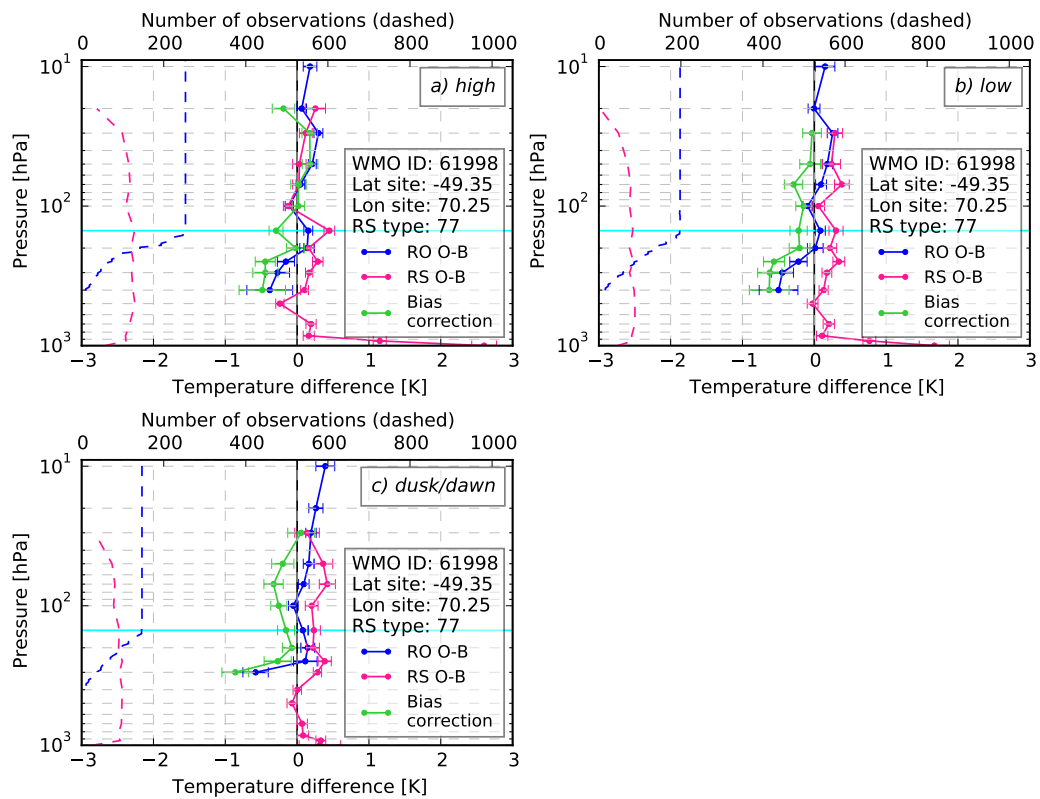 Number of observations (dashed)
0 200 400 600 800 1000
a) high
10^1
10^2
10^3
Pressure [hPa]
WMO ID: 61998
Lat site: -49.35
Lon site: 70.25
RS type: 77
RO O-B
RS O-B
Bias
correction
−3 −2 −1 0 1 2 3
Temperature difference [K]
Number of observations (dashed)
0 200 400 600 800 1000
b) low
10^1
10^2
10^3
Pressure [hPa]
WMO ID: 61998
Lat site: -49.35
Lon site: 70.25
RS type: 77
RO O-B
RS O-B
Bias
correction
−3 −2 −1 0 1 2 3
Temperature difference [K]
Number of observations (dashed)
0 200 400 600 800 1000
c) dusk/dawn
10^1
10^2
10^3
Pressure [hPa]
WMO ID: 61998
Lat site: -49.35
Lon site: 70.25
RS type: 77
RO O-B
RS O-B
Bias
correction
−3 −2 −1 0 1 2 3
Temperature difference [K]